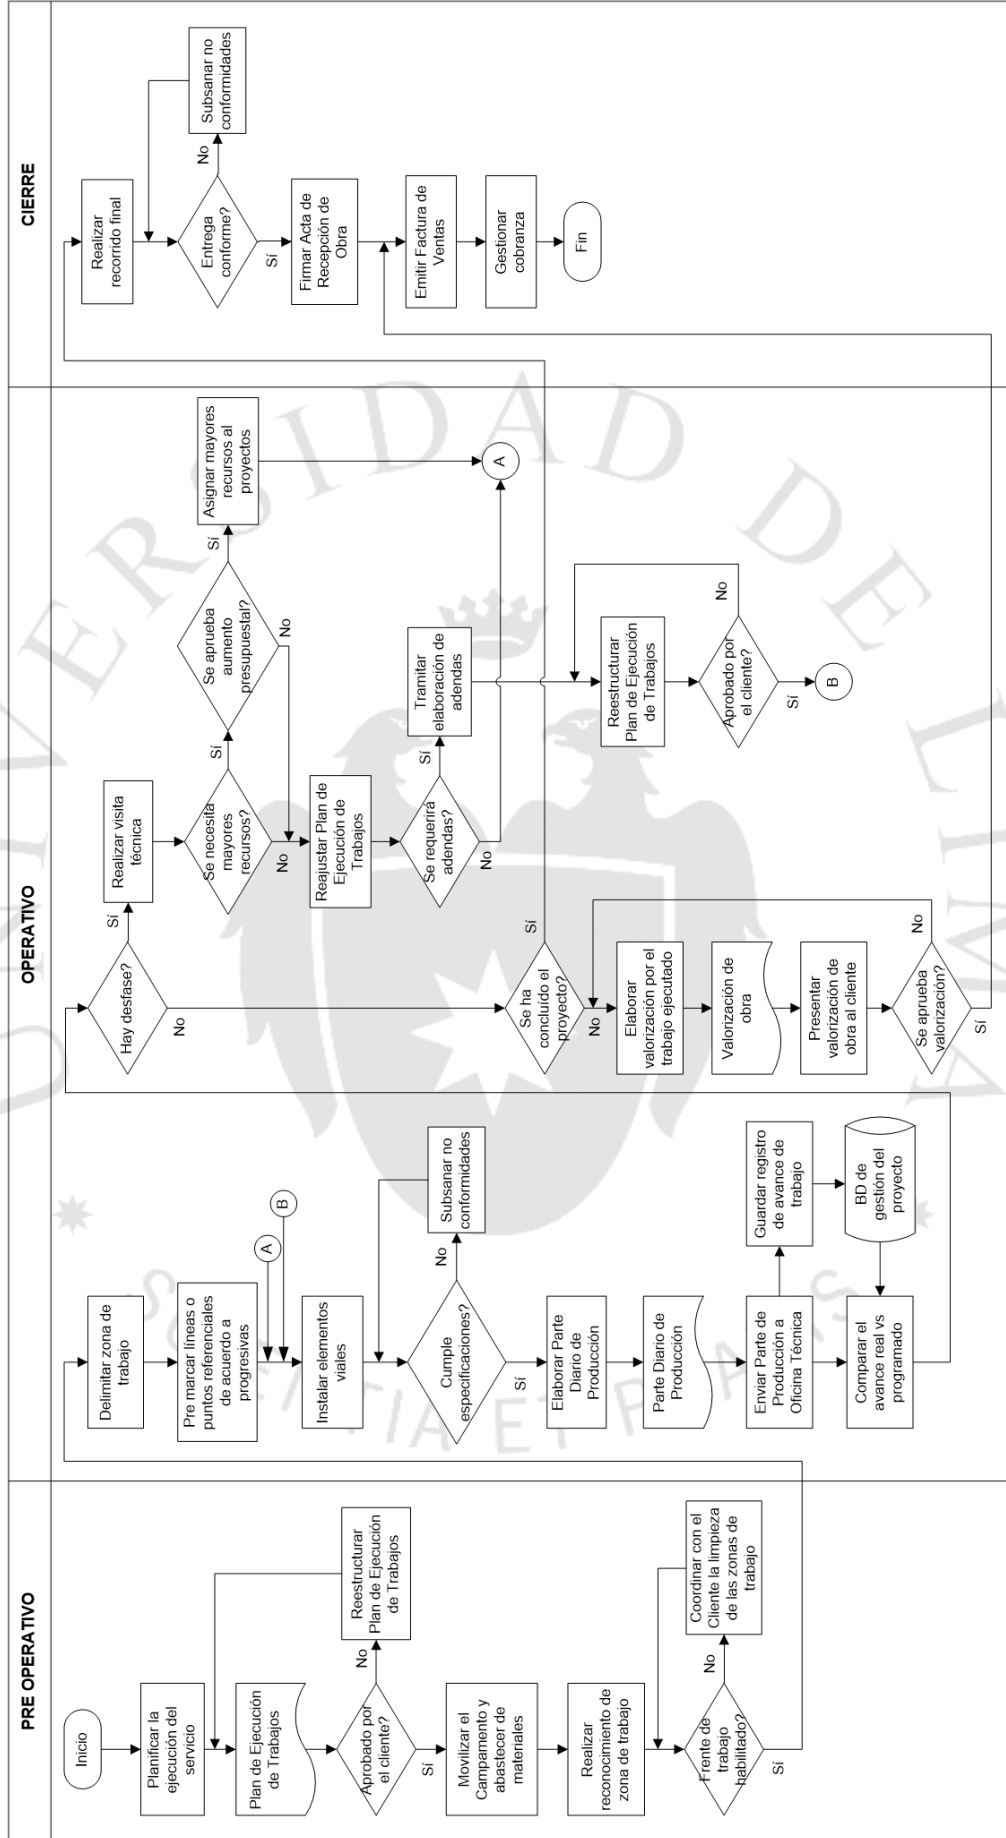 PRE OPERATIVO
Inicio
Planificar la
ejecución del
servicio
Plan de Ejecución
de Trabajos
Aprobado por
el cliente?
No
Reestructurar
Plan de Ejecución
de Trabajos
Sí
Movilizar el
Campamento y
abastecer de
materiales
Realizar
reconocimiento de
zona de trabajo
Frente de
trabajo
habilitado?
No
Coordinar con el
Cliente la limpieza
de las zonas de
trabajo
Sí
OPERATIVO
Delimitar zona de
trabajo
Pre marcar líneas o
puntos referenciales
de acuerdo a
progresivas
A
B
Instalar elementos
viales
Cumple
especificaciones?
No
Subsanar no
conformidades
Sí
Elaborar Parte
Diario de
Producción
Parte Diario de
Producción
Enviar Parte de
Producción a
Oficina Técnica
Guardar registro
de avance de
trabajo
BD de
gestión del
proyecto
Comparar el
avance real vs
programado
Hay desfase?
Sí
No
Realizar visita
técnica
Se necesita
mayores
recursos?
Sí
No
Se aprueba
aumento
presupuestal?
Sí
No
Asignar mayores
recursos al
proyectos
Reajustar Plan de
Ejecución de
Trabajos
Se requerirá
adendas?
Sí
No
Tramitar
elaboración de
adendas
A
Reestructurar
Plan de Ejecución
de Trabajos
Aprobado por
el cliente?
No
Sí
B
Se ha
concluído el
proyecto?
Sí
No
Elaborar
valorización por el
trabajo ejecutado
Valorización de
obra
Presentar
valorización de
obra al cliente
Se aprueba
valorización?
No
Sí
CIERRE
Realizar
recorrido final
Entrega
conforme?
No
Subsanar no
conformidades
Sí
Firmar Acta de
Recepción de
Obra
Emitir Factura de
Ventas
Gestionar
cobranza
Fin
UNIVERSIDAD DE LIMA
SCIENTIA ET PRAXIS